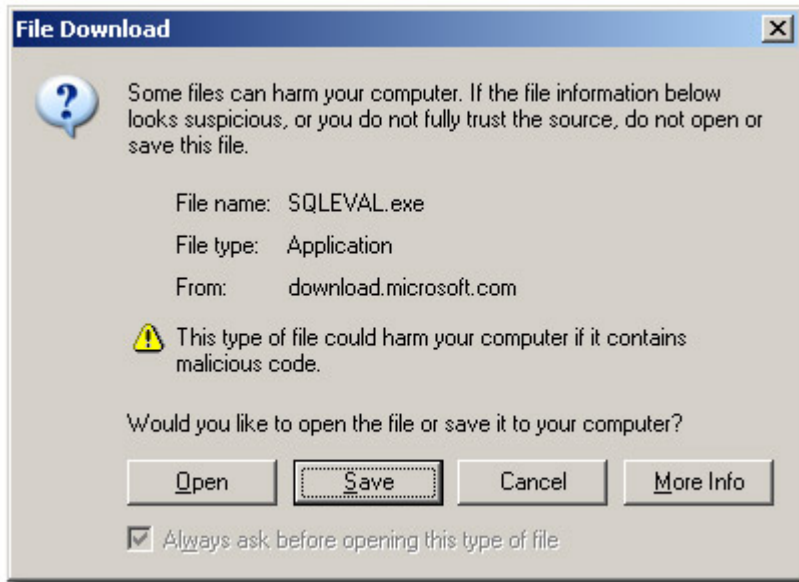 File Download
Some files can harm your computer. If the file information below
looks suspicious, or you do not fully trust the source, do not open or
save this file.
File name: SQLEVAL.exe
File type: Application
From: download.microsoft.com
This type of file could harm your computer if it contains
malicious code.
Would you like to open the file or save it to your computer?
Open Save Cancel More Info
Always ask before opening this type of file